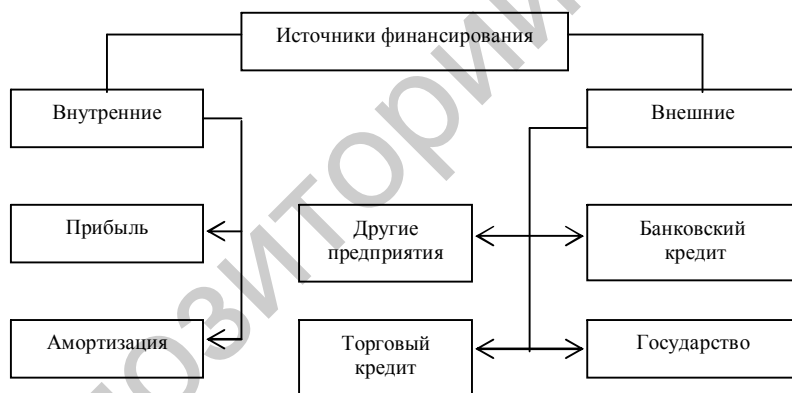 Источники финансирования
Внутренние
Внешние
Прибыль
Другие
предприятия
Банковский
кредит
Амортизация
Торговый
кредит
Государство